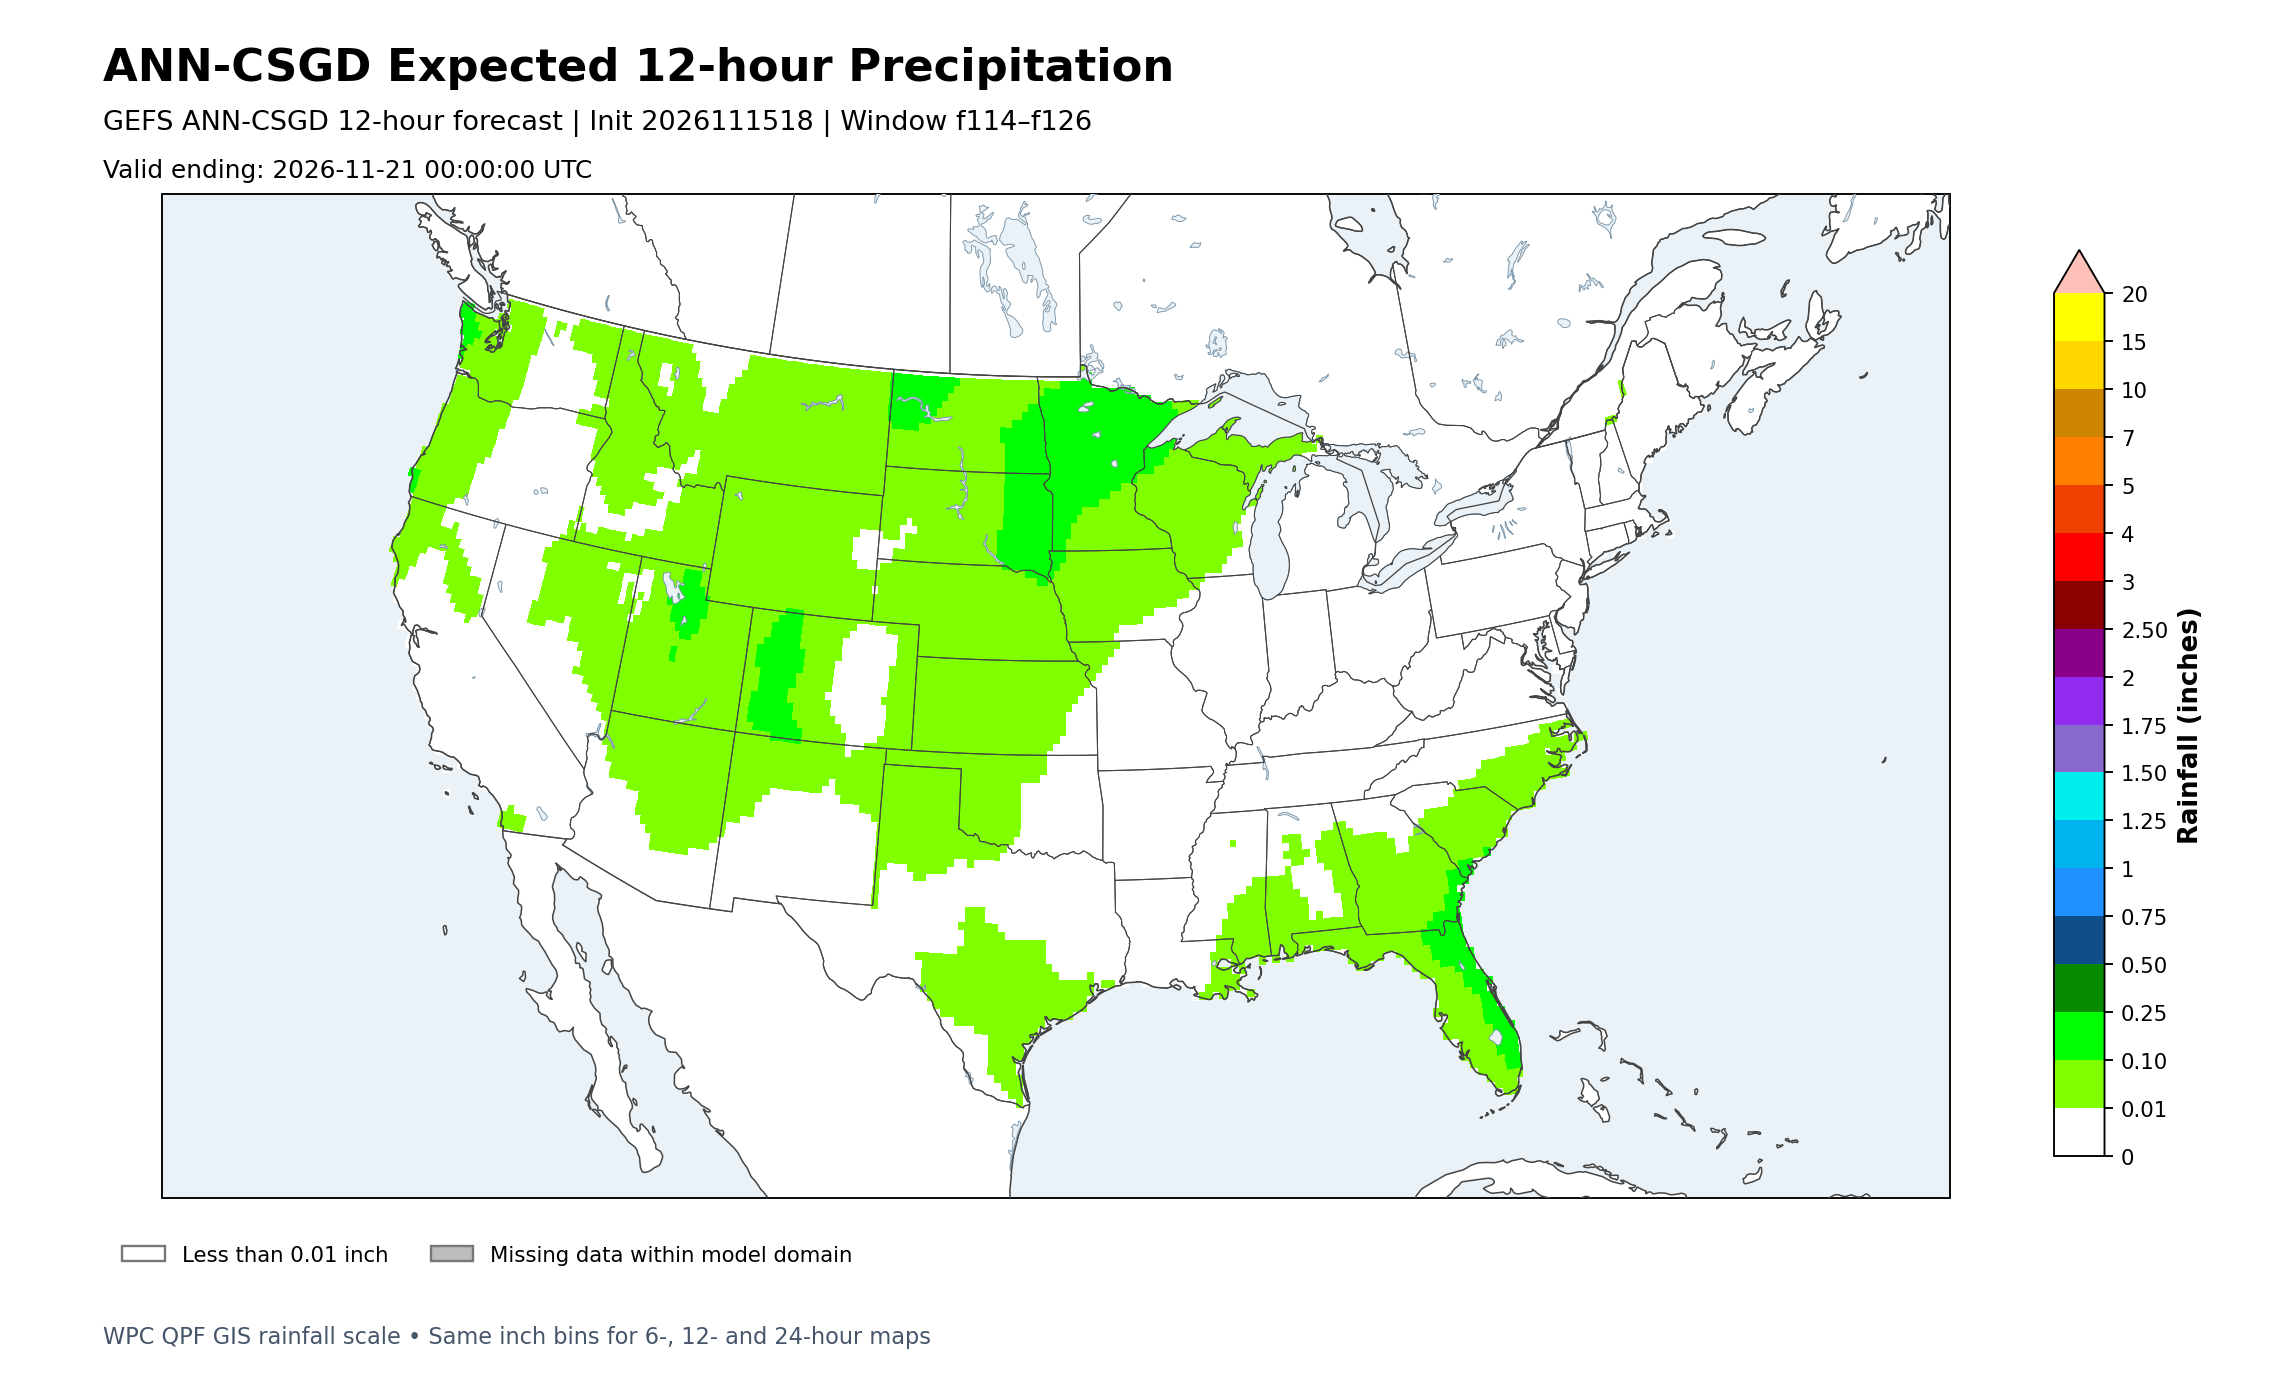 ANN-CSGD Expected 12-hour Precipitation
GEFS ANN-CSGD 12-hour forecast | Init 2026111518 | Window f114–f126
Valid ending: 2026-11-21 00:00:00 UTC
20
15
10
7
5
4
3
2.50
2
1.75
1.50
1.25
1
0.75
0.50
0.25
0.10
0.01
0
Rainfall (inches)
Less than 0.01 inch
Missing data within model domain
WPC QPF GIS rainfall scale • Same inch bins for 6-, 12- and 24-hour maps